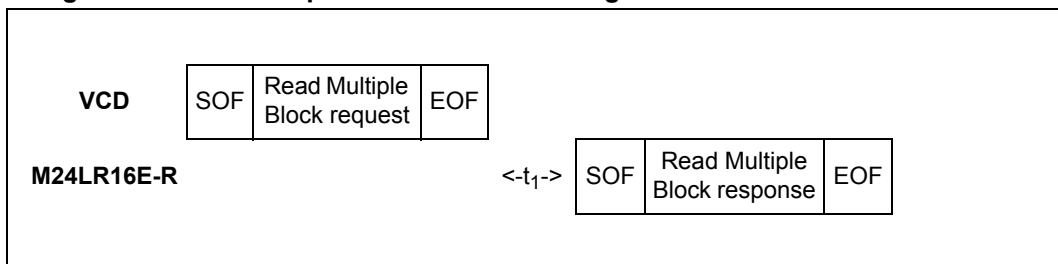 VCD SOF Read Multiple Block request EOF
M24LR16E-R <-t1-> SOF Read Multiple Block response EOF